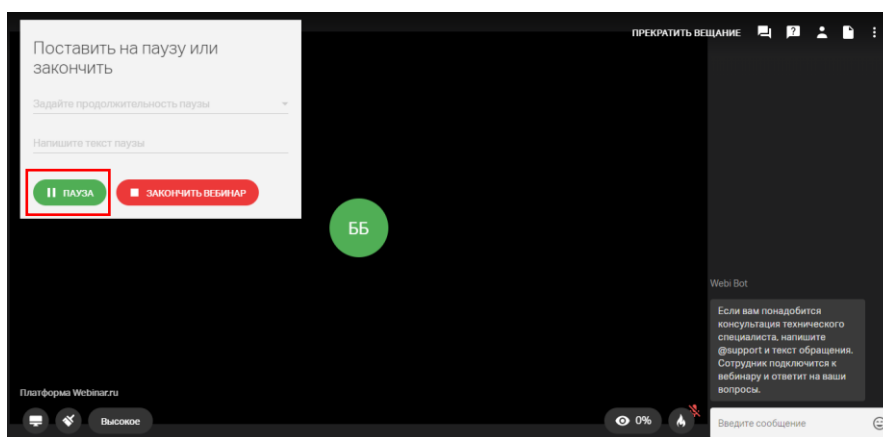 ПРЕКРАТИТЬ ВЕЩАНИЕ
Поставить на паузу или
закончить
Задайте продолжительность паузы
Напишите текст паузы
ПАУЗА
ЗАКОНЧИТЬ ВЕБИНАР
ББ
Webi Bot
Если вам понадобится
консультация технического
специалиста, напишите
@support и текст обращения.
Сотрудник подключится к
вебинару и ответит на ваши
вопросы.
Платформа Webinar.ru
Высокое
0%
Введите сообщение